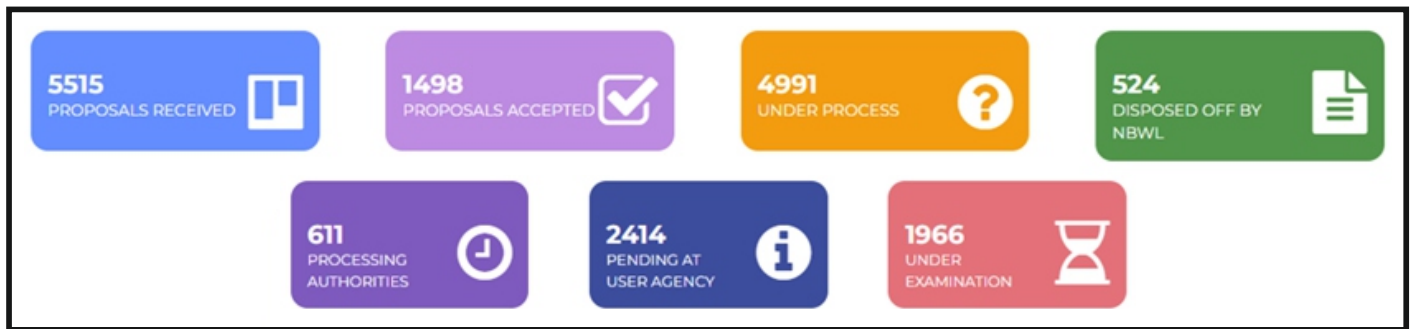 5515
PROPOSALS RECEIVED
1498
PROPOSALS ACCEPTED
4991
UNDER PROCESS
524
DISPOSED OFF BY
NBWL
611
PROCESSING
AUTHORITIES
2414
PENDING AT
USER AGENCY
1966
UNDER
EXAMINATION